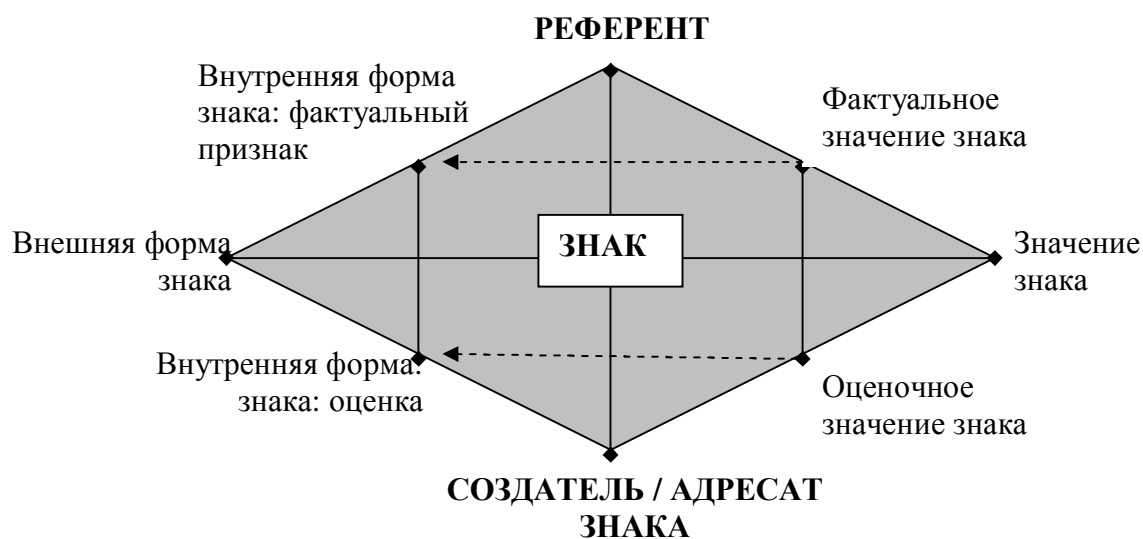 РЕФЕРЕНТ
Внутренняя форма
знака: фактуальный
признак
Фактуальное
значение знака
Внешняя форма
знака
ЗНАК
Значение
знака
Внутренняя форма:
знака: оценка
Оценочное
значение знака
СОЗДАТЕЛЬ / АДРЕСАТ
ЗНАКА